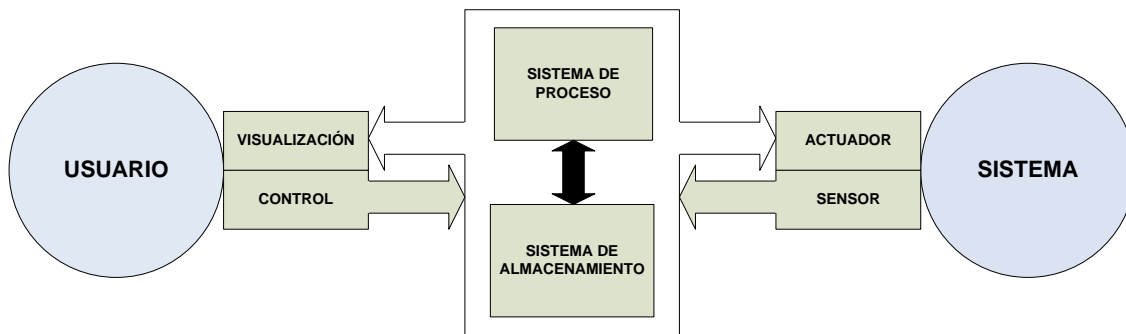 SISTEMA DE
PROCESO
VISUALIZACIÓN
ACTUADOR
USUARIO
SISTEMA
CONTROL
SENSOR
SISTEMA DE
ALMACENAMIENTO